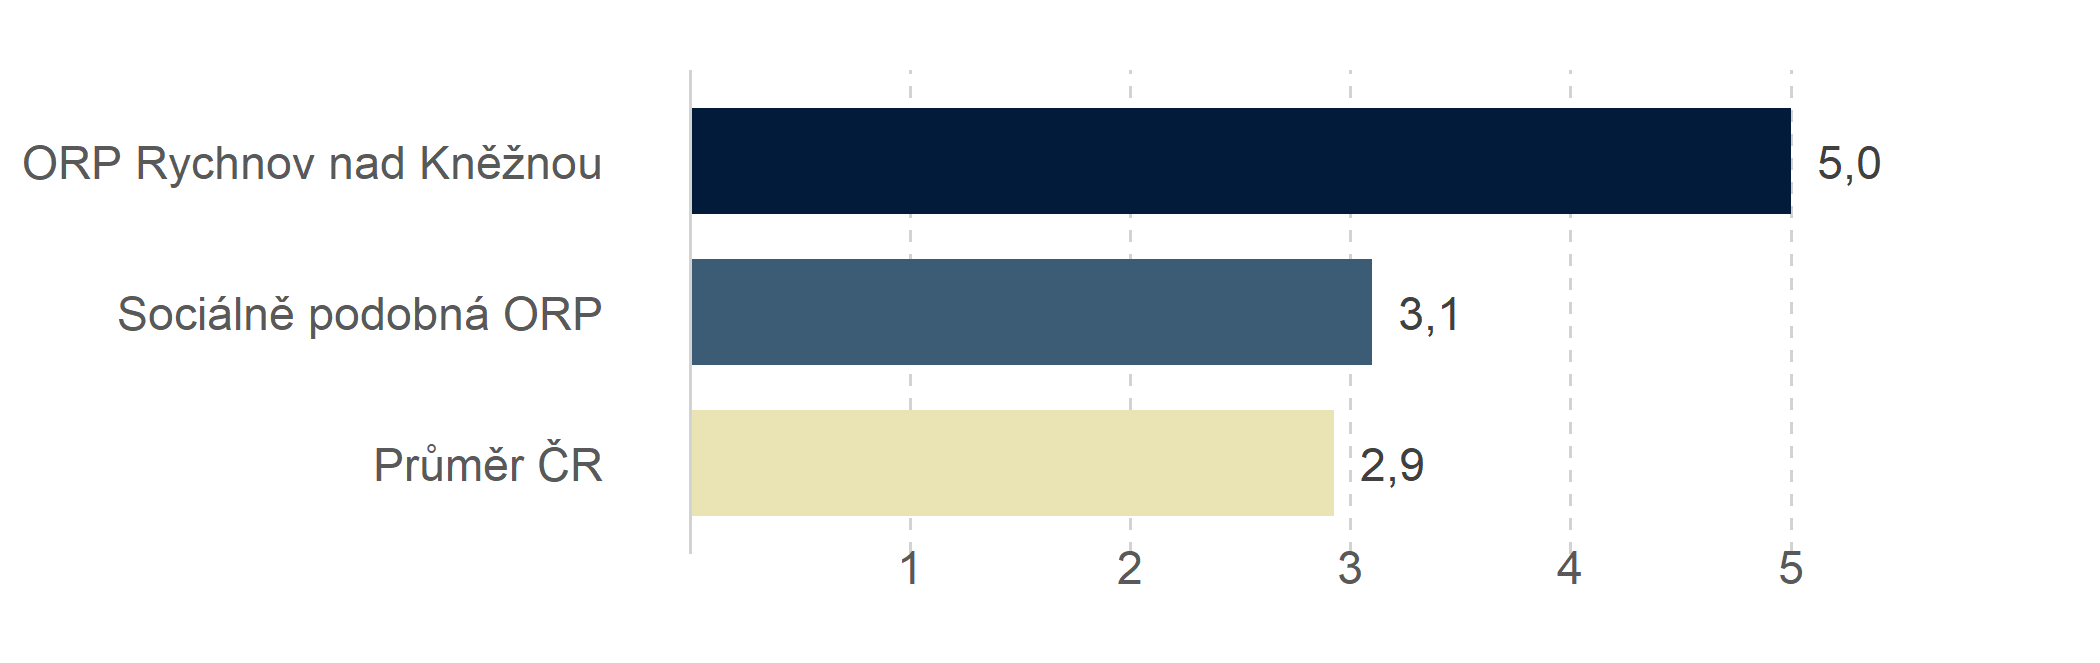 ORP Rychnov nad Kněžnou
5,0
Sociálně podobná ORP
3,1
Průměr ČR
2,9
1 2 3 4 5